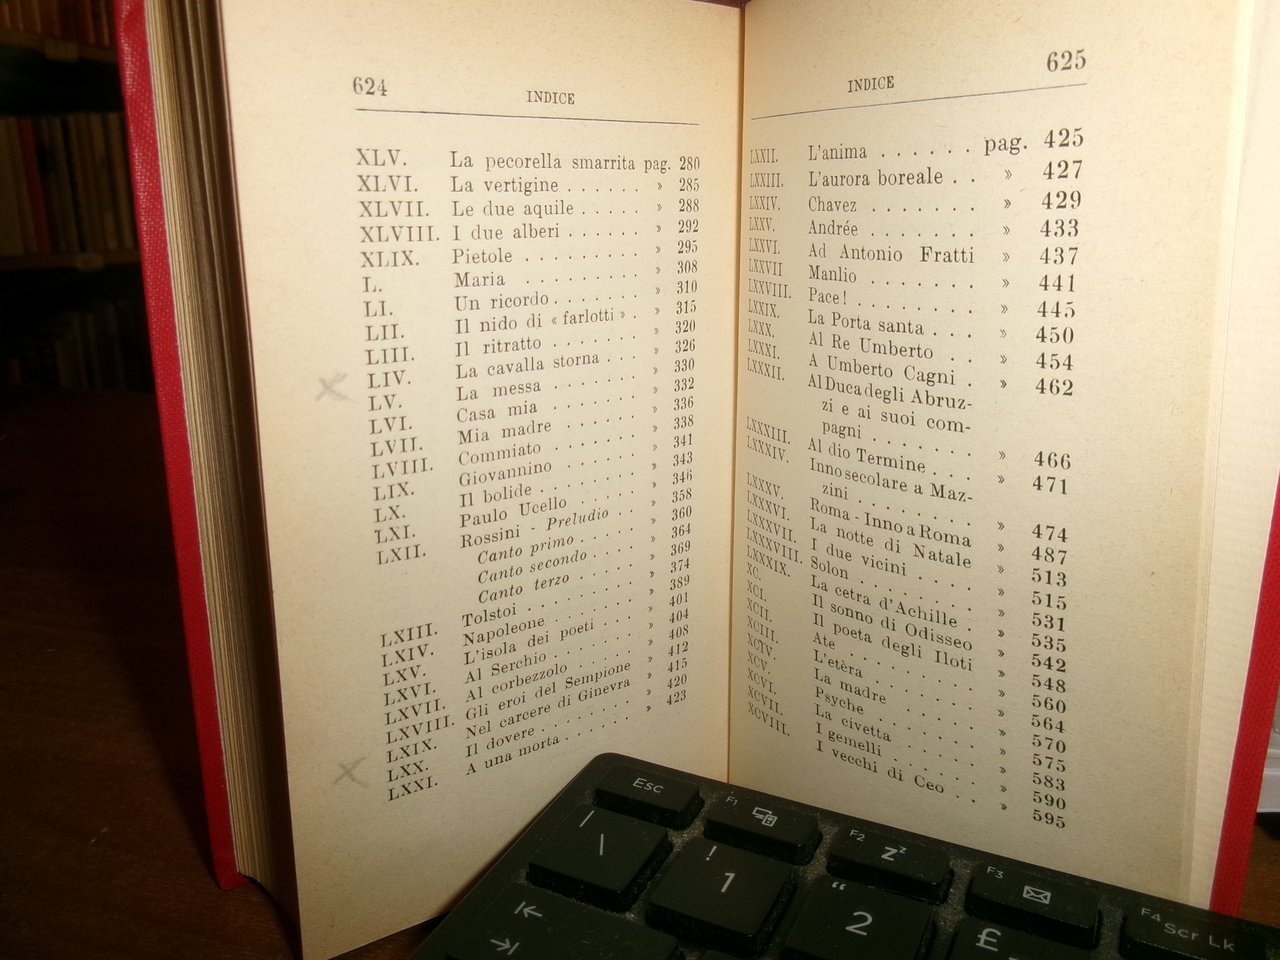 624
INDICE
XLV. La pecorella smarrita pag. 280
XLVI. La vertigine . . . . . . » 285
XLVII. Le due aquile . . . . . » 288
XLVIII. I due alberi . . . . . . » 292
XLIX. Pietole . . . . . . . . » 295
L. Maria . . . . . . . . » 308
LI. Un ricordo . . . . . . . » 310
LII. Il nido di « farlotti » . » 315
LIII. Il ritratto . . . . . . » 320
LIV. La cavalla storna . . . » 326
LV. La messa . . . . . . . » 330
LVI. Casa mia . . . . . . . » 332
LVII. Mia madre . . . . . . » 336
LVIII. Commiato . . . . . . . » 338
LIX. Giovannino . . . . . . » 341
LX. Il bolide . . . . . . . » 343
LXI. Paulo Ucello . . . . . » 346
LXII. Rossini - Preludio . . » 358
Canto primo . . . . » 360
Canto secondo . . . . » 364
Canto terzo . . . . . » 369
LXIII. Tolstoi . . . . . . . . » 374
LXIV. Napoleone . . . . . . » 389
LXV. L'isola dei poeti . . . . » 401
LXVI. Al Serchio . . . . . . » 404
LXVII. Al corbezzolo . . . . . » 408
LXVIII. Gli eroi del Sempione » 412
LXIX. Nel carcere di Ginevra » 415
LXX. Il dovere . . . . . . . » 420
LXXI. A una morta . . . . . » 423
625
INDICE
LXXII. L'anima . . . . . . pag. 425
LXXIII. L'aurora boreale . . » 427
LXXIV. Chavez . . . . . . . » 429
LXXV. Andrée . . . . . . . » 433
LXXVI. Ad Antonio Fratti » 437
LXXVII Manlio . . . . . . . » 441
LXXVIII. Pace! . . . . . . . . » 445
LXXIX. La Porta santa . . . » 450
LXXX. Al Re Umberto . . » 454
LXXXI. A Umberto Cagni . » 462
LXXXII. Al Duca degli Abruz-
zi e ai suoi com-
pagni . . . . . . . » 466
LXXXIII. Al dio Termine . . . » 471
LXXXIV. Inno secolare a Maz-
zini . . . . . . . . » 474
LXXXV. Roma - Inno a Roma » 487
LXXXVI. La notte di Natale » 513
LXXXVII. I due vicini . . . . » 515
LXXXVIII. Solon . . . . . . . . » 531
LXXXIX. La cetra d'Achille . » 535
XC. Il sonno di Odisseo » 542
XCI. Il poeta degli Iloti » 548
XCII. Ate . . . . . . . . . » 560
XCIII. L'etèra . . . . . . . » 564
XCIV. La madre . . . . . . » 570
XCV. Psyche . . . . . . . » 575
XCVI. La civetta . . . . . » 583
XCVII. I gemelli . . . . . . » 590
XCVIII. I vecchi di Ceo . . » 595
Esc
F1
F2
zz
F3
F4
Scr Lk
|
\
!
1
"
2
£